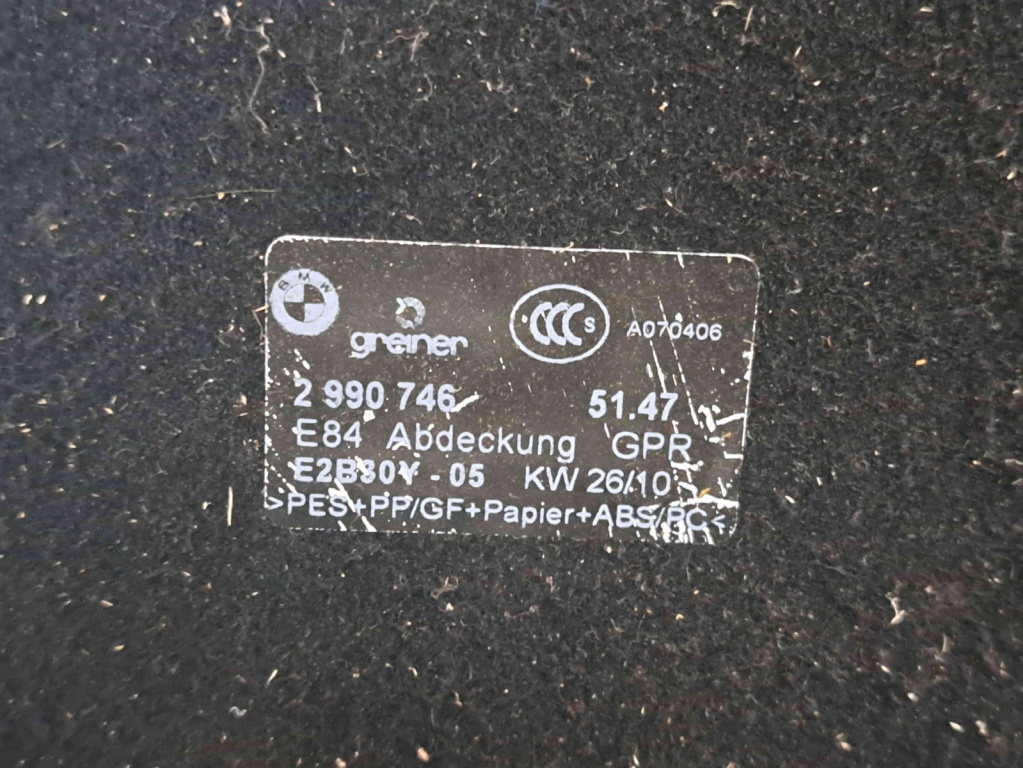 BMW
greiner
CCC S A070406
2 990 746 51.47
E84 Abdeckung GPR
E2B30Y - 05 KW 26/10
>PES+PP/GF+Papier+ABS/PC<